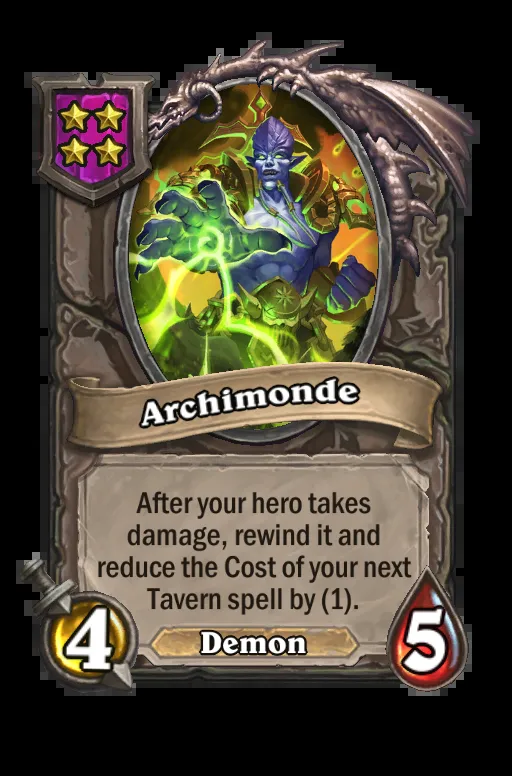 Archimonde
After your hero takes
damage, rewind it and
reduce the Cost of your next
Tavern spell by (1).
4
Demon
5